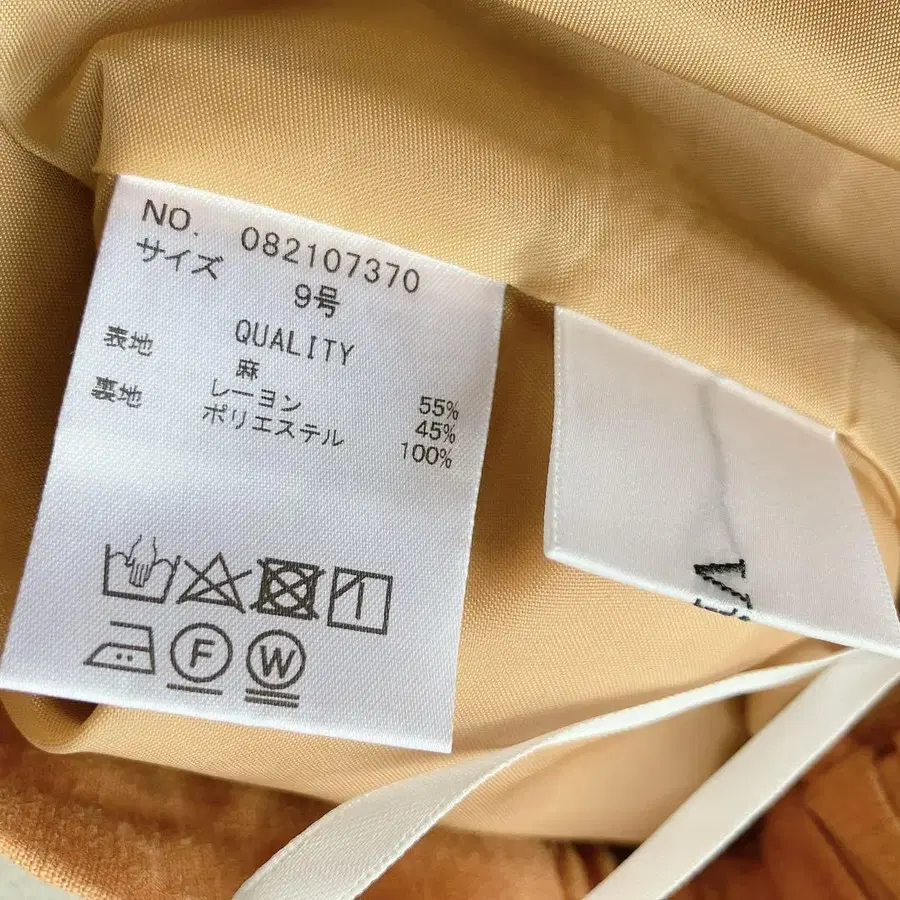 NO. 082107370
サイズ 9号
QUALITY
表地 麻 55%
レーヨン 45%
裏地 ポリエステル 100%
F W